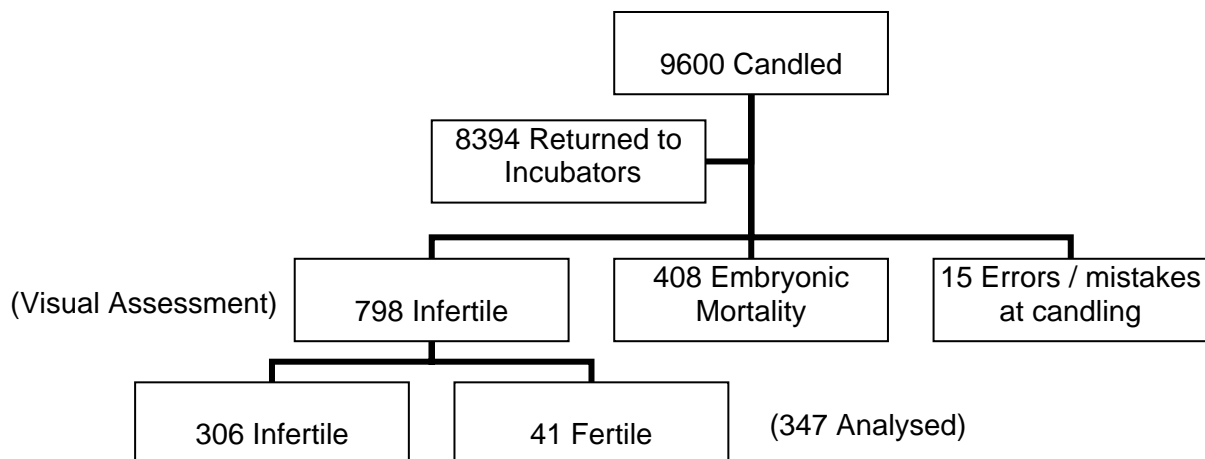 9600 Candled
8394 Returned to
Incubators
(Visual Assessment)
798 Infertile
408 Embryonic
Mortality
15 Errors / mistakes
at candling
306 Infertile
41 Fertile
(347 Analysed)